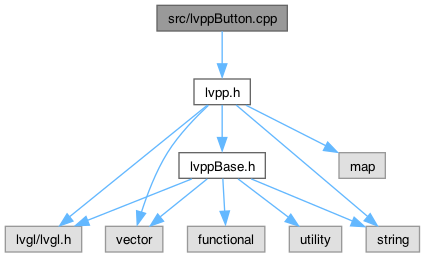 src/lvppButton.cpp
lvpp.h
lvppBase.h
map
lvgl/lvgl.h
vector
functional
utility
string